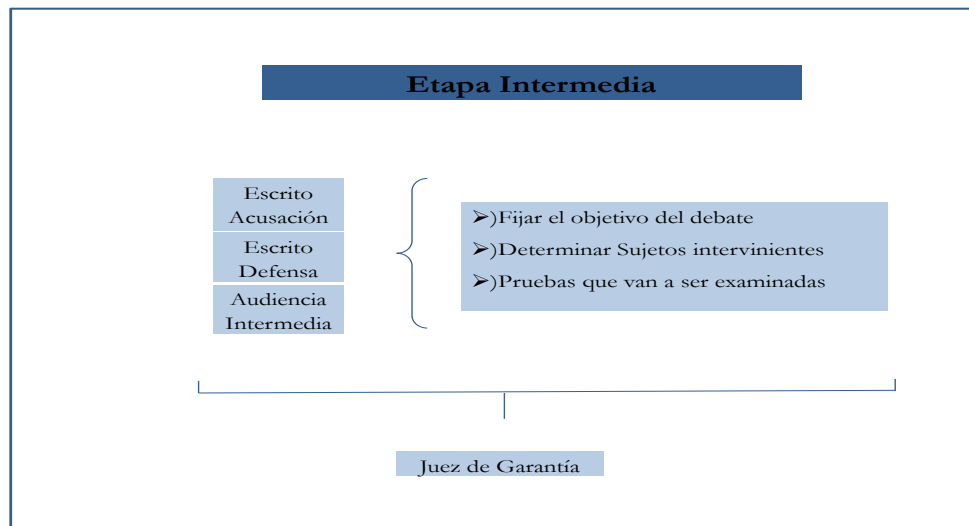 Etapa Intermedia
Escrito
Acusación
Escrito
Defensa
Audiencia
Intermedia
➢)Fijar el objetivo del debate
➢)Determinar Sujetos intervinientes
➢)Pruebas que van a ser examinadas
Juez de Garantía